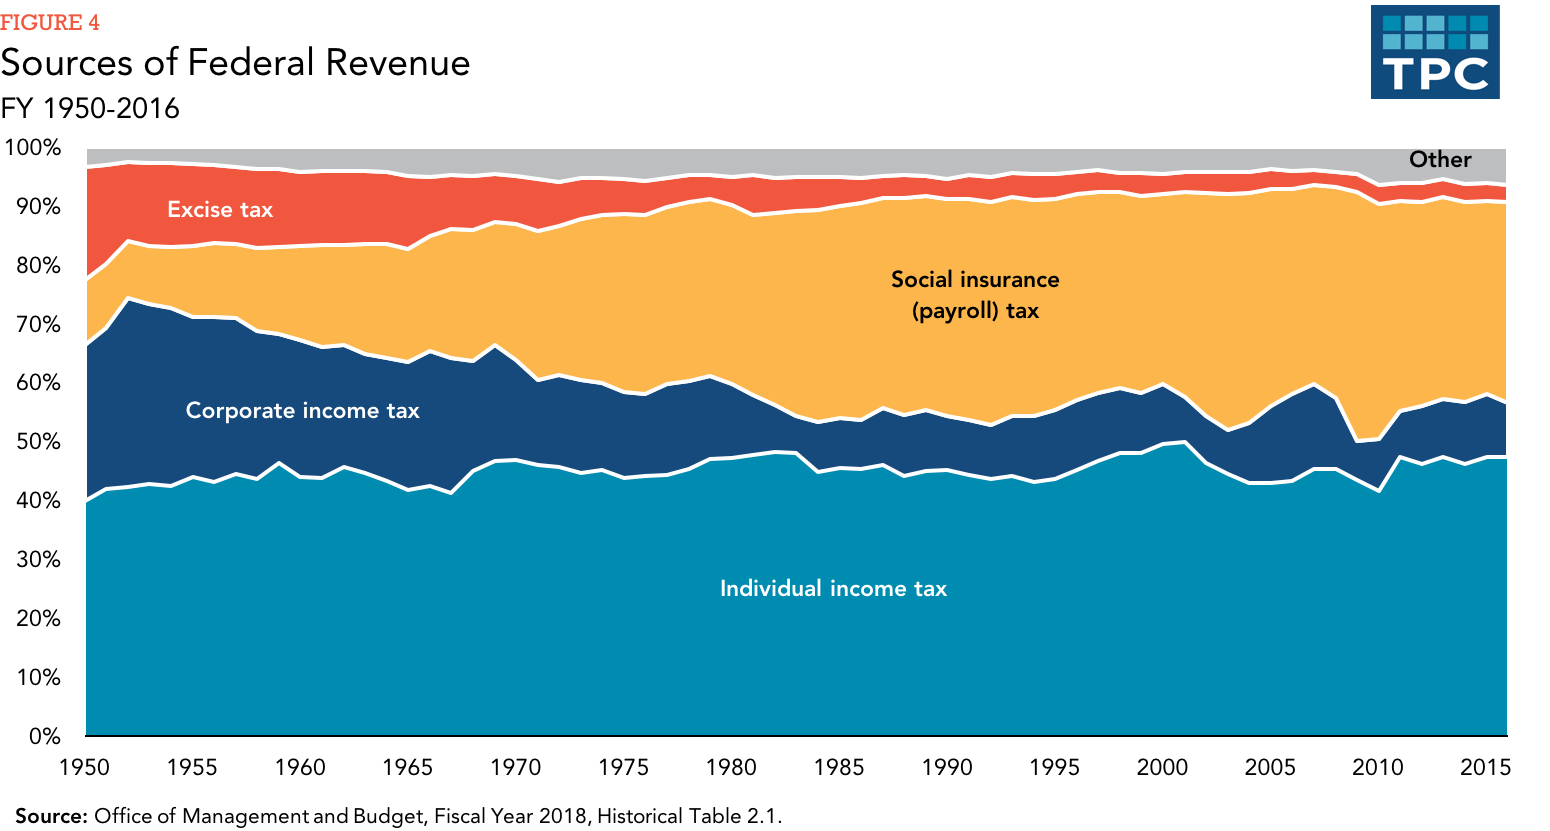 FIGURE 4
Sources of Federal Revenue
FY 1950-2016
TPC
100%
90%
80%
70%
60%
50%
40%
30%
20%
10%
0%
Other
Excise tax
Social insurance
(payroll) tax
Corporate income tax
Individual income tax
1950 1955 1960 1965 1970 1975 1980 1985 1990 1995 2000 2005 2010 2015
Source: Office of Management and Budget, Fiscal Year 2018, Historical Table 2.1.